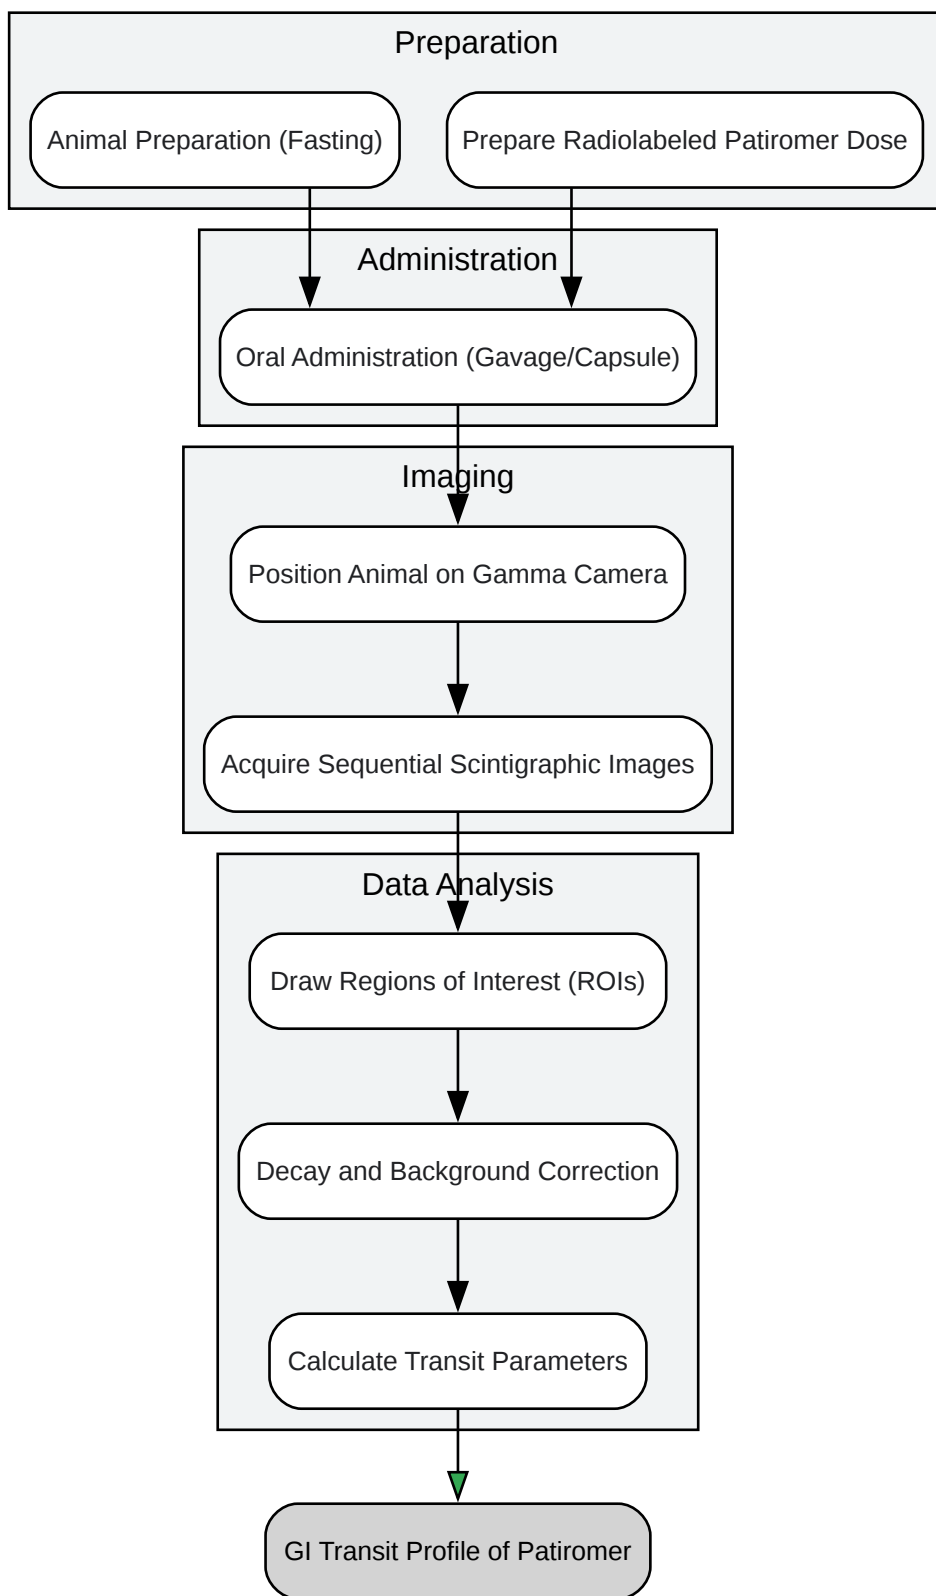 Preparation
Animal Preparation (Fasting)
Prepare Radiolabeled Patiromer Dose
Administration
Oral Administration (Gavage/Capsule)
Imaging
Position Animal on Gamma Camera
Acquire Sequential Scintigraphic Images
Data Analysis
Draw Regions of Interest (ROIs)
Decay and Background Correction
Calculate Transit Parameters
GI Transit Profile of Patiromer